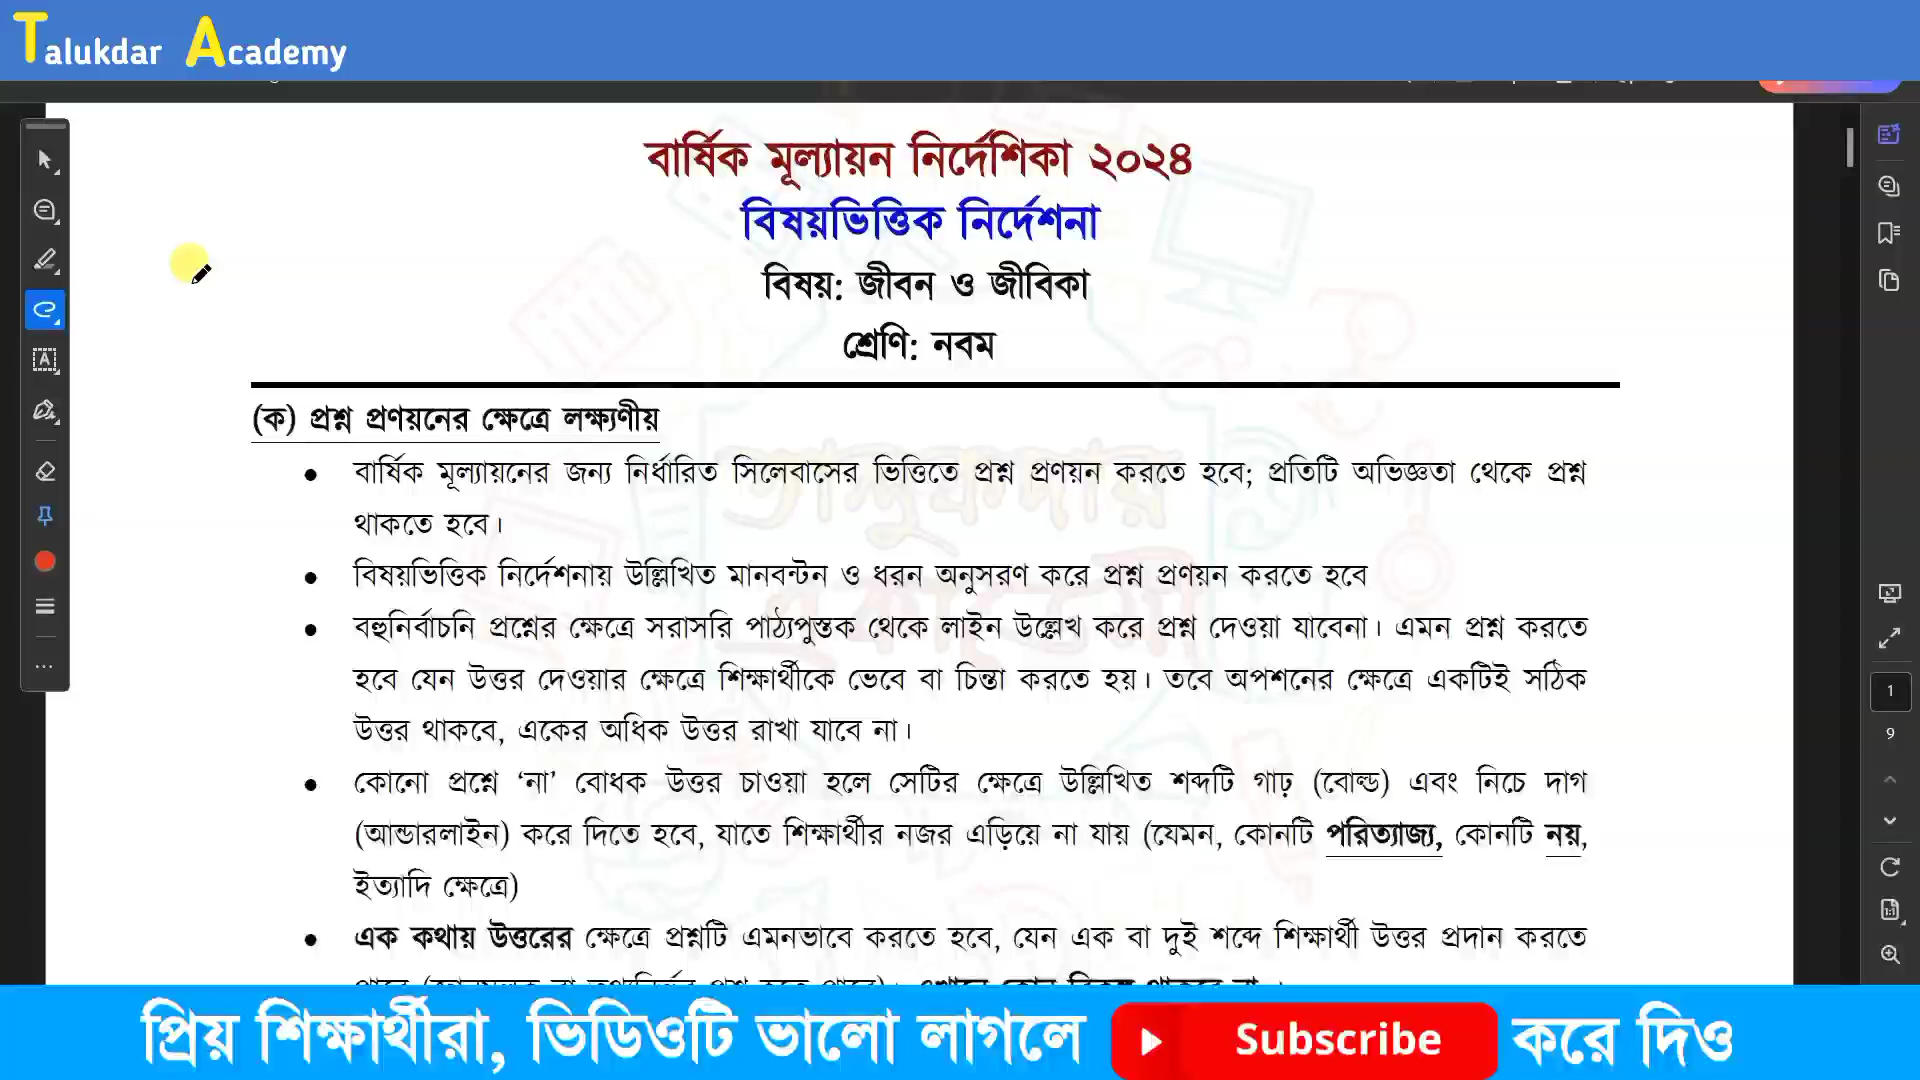 Talukdar Academy
বার্ষিক মূল্যায়ন নির্দেশিকা ২০২৪
বিষয়ভিত্তিক নির্দেশনা
বিষয়: জীবন ও জীবিকা
শ্রেণি: নবম
(ক) প্রশ্ন প্রণয়নের ক্ষেত্রে লক্ষ্যণীয়
● বার্ষিক মূল্যায়নের জন্য নির্ধারিত সিলেবাসের ভিত্তিতে প্রশ্ন প্রণয়ন করতে হবে; প্রতিটি অভিজ্ঞতা থেকে প্রশ্ন
থাকতে হবে।
● বিষয়ভিত্তিক নির্দেশনায় উল্লিখিত মানবন্টন ও ধরন অনুসরণ করে প্রশ্ন প্রণয়ন করতে হবে
● বহুনির্বাচনি প্রশ্নের ক্ষেত্রে সরাসরি পাঠ্যপুস্তক থেকে লাইন উল্লেখ করে প্রশ্ন দেওয়া যাবেনা। এমন প্রশ্ন করতে
হবে যেন উত্তর দেওয়ার ক্ষেত্রে শিক্ষার্থীকে ভেবে বা চিন্তা করতে হয়। তবে অপশনের ক্ষেত্রে একটিই সঠিক
উত্তর থাকবে, একের অধিক উত্তর রাখা যাবে না।
● কোনো প্রশ্নে ‘না’ বোধক উত্তর চাওয়া হলে সেটির ক্ষেত্রে উল্লিখিত শব্দটি গাঢ় (বোল্ড) এবং নিচে দাগ
(আন্ডারলাইন) করে দিতে হবে, যাতে শিক্ষার্থীর নজর এড়িয়ে না যায় (যেমন, কোনটি পরিত্যাজ্য, কোনটি নয়,
ইত্যাদি ক্ষেত্রে)
● এক কথায় উত্তরের ক্ষেত্রে প্রশ্নটি এমনভাবে করতে হবে, যেন এক বা দুই শব্দে শিক্ষার্থী উত্তর প্রদান করতে
তালুকদার
একাডেমী
1
9
প্রিয় শিক্ষার্থীরা, ভিডিওটি ভালো লাগলে Subscribe করে দিও